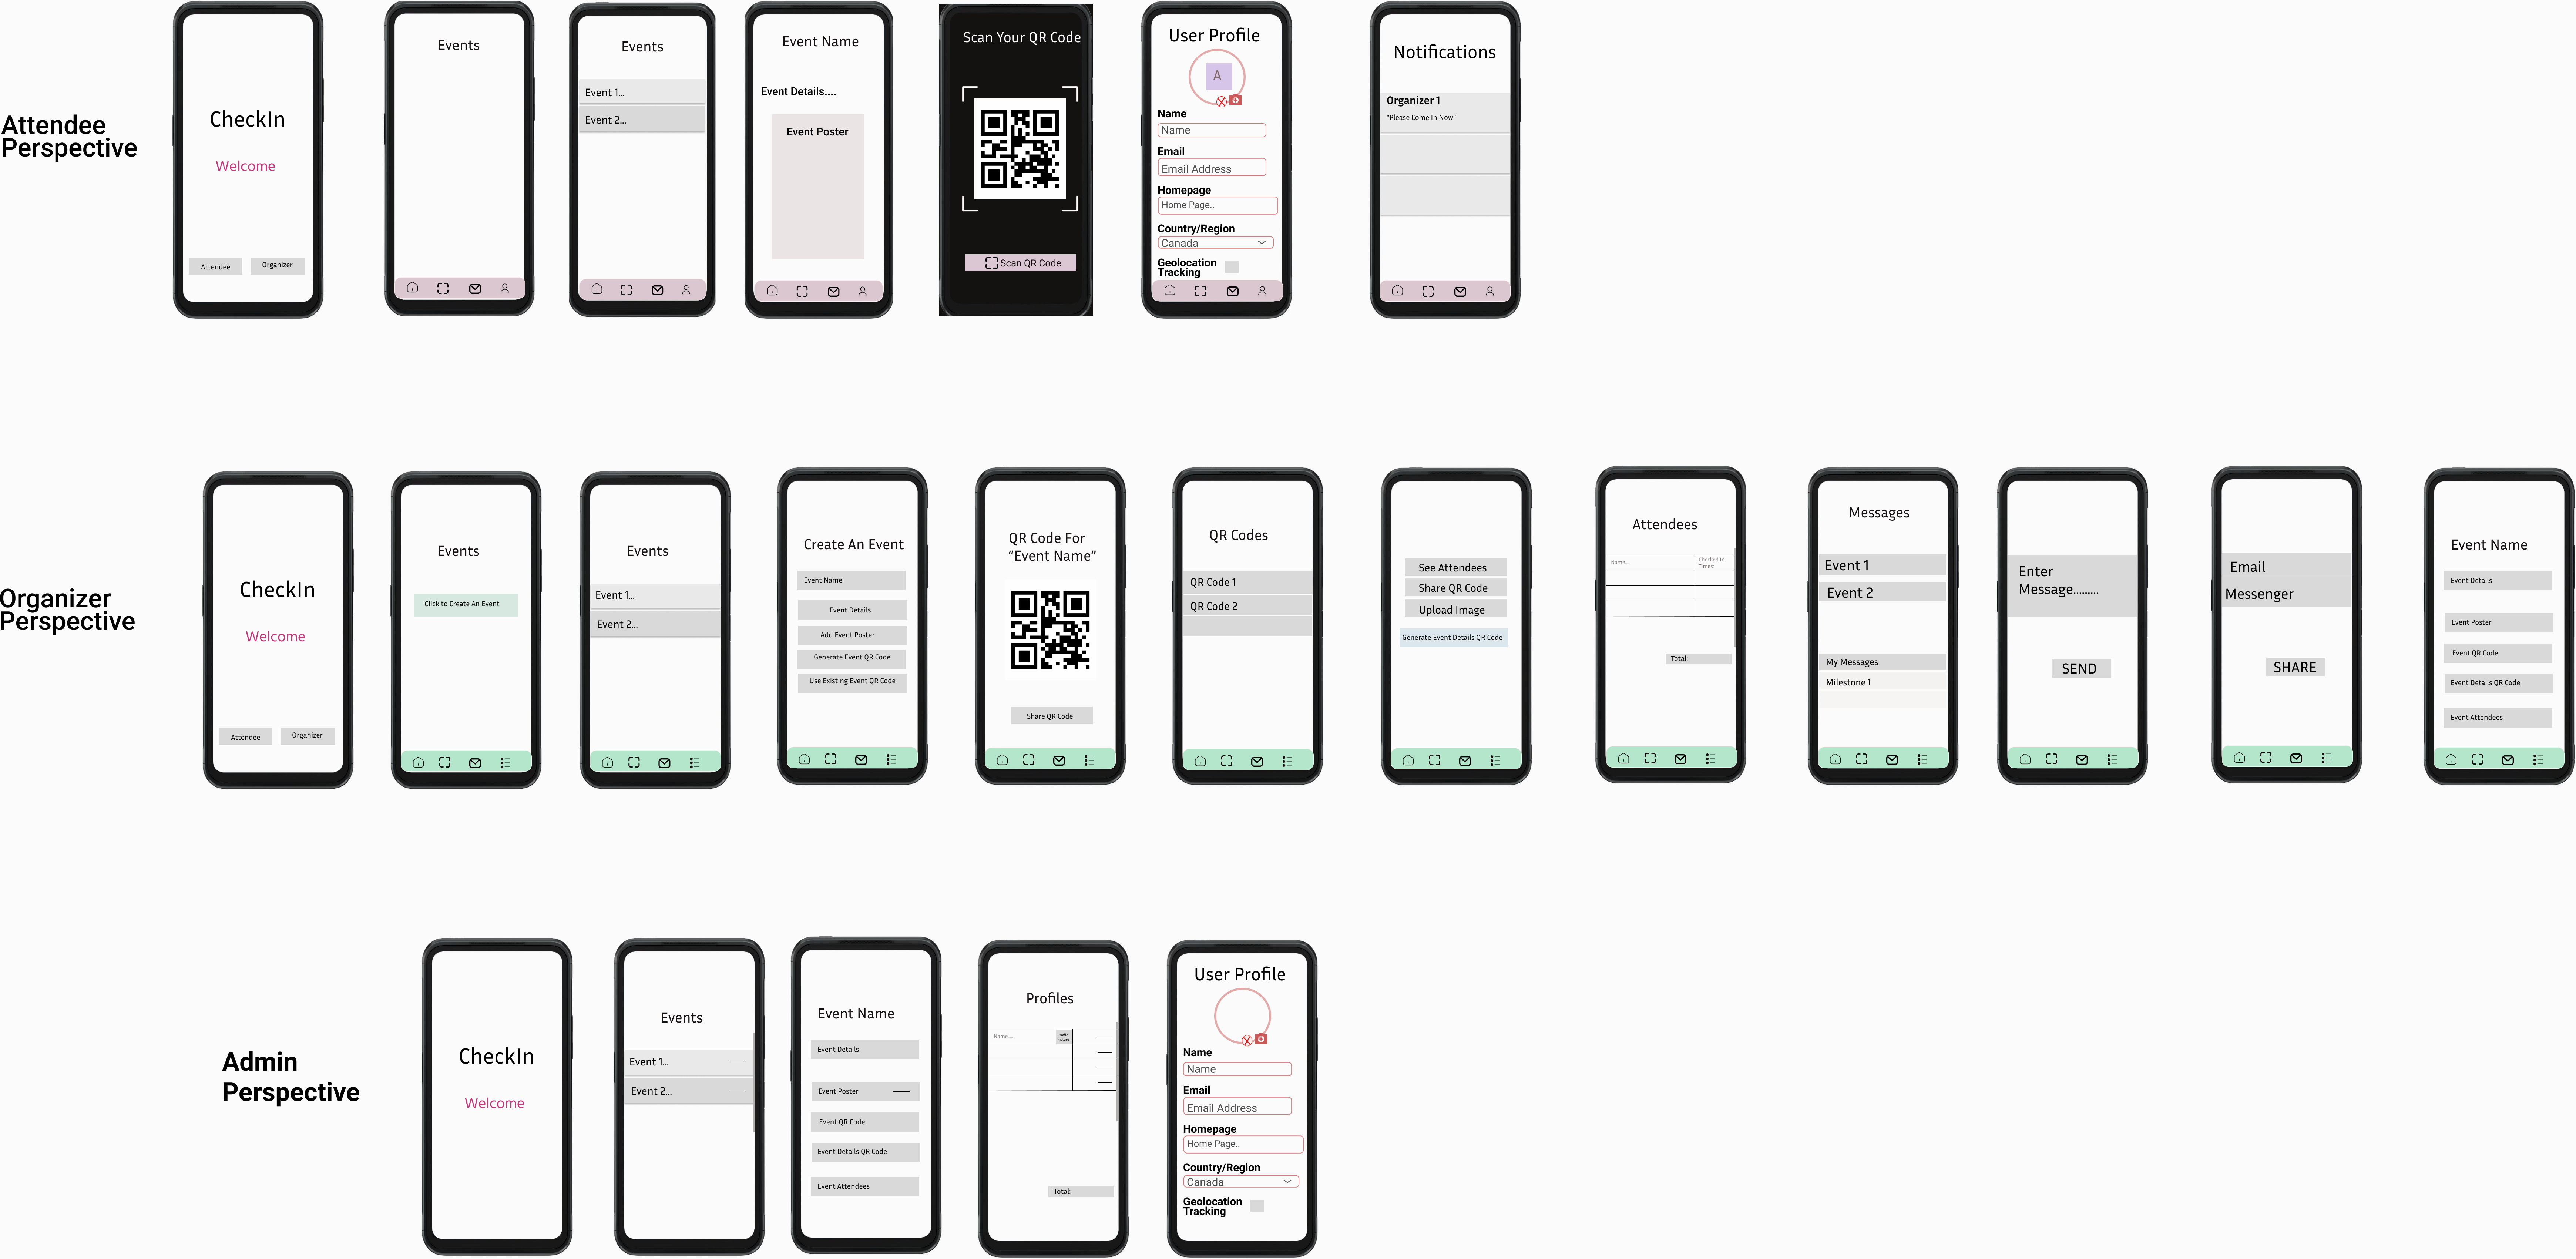 Attendee
Perspective
CheckIn
Welcome
Attendee
Organizer
Events
Events
Event 1...
Event 2...
Event Name
Event Details....
Event Poster
Scan Your QR Code
Scan QR Code
User Profile
A
Name
Name
Email
Email Address
Homepage
Home Page..
Country/Region
Canada
Geolocation
Tracking
Notifications
Organizer 1
"Please Come In Now"
Organizer
Perspective
CheckIn
Welcome
Attendee
Organizer
Events
Click to Create An Event
Events
Event 1...
Event 2...
Create An Event
Event Name
Event Details
Add Event Poster
Generate Event QR Code
Use Existing Event QR Code
QR Code For
“Event Name”
Share QR Code
QR Codes
QR Code 1
QR Code 2
See Attendees
Share QR Code
Upload Image
Generate Event Details QR Code
Attendees
Name...
Checked In
Times
Total:
Messages
Event 1
Event 2
My Messages
Milestone 1
Enter
Message.........
SEND
Email
Messenger
SHARE
Event Name
Event Details
Event Poster
Event QR Code
Event Details QR Code
Event Attendees
Admin
Perspective
CheckIn
Welcome
Events
Event 1...
Event 2...
Event Name
Event Details
Event Poster
Event QR Code
Event Details QR Code
Event Attendees
Profiles
Name...
Profile
Picture
Total:
User Profile
Name
Name
Email
Email Address
Homepage
Home Page..
Country/Region
Canada
Geolocation
Tracking